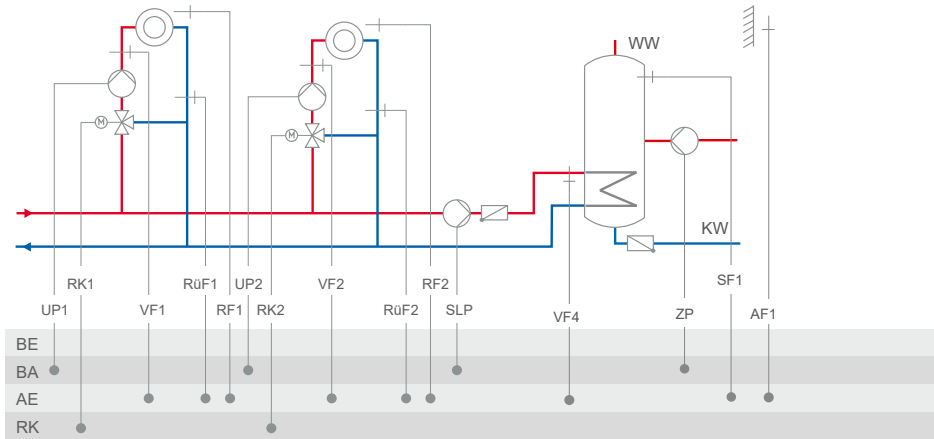 WW
M
M
KW
RK1
RüF1
UP2
VF2
RF2
SF1
UP1
VF1
RF1
RK2
RüF2
SLP
VF4
ZP
AF1
BE
BA
AE
RK